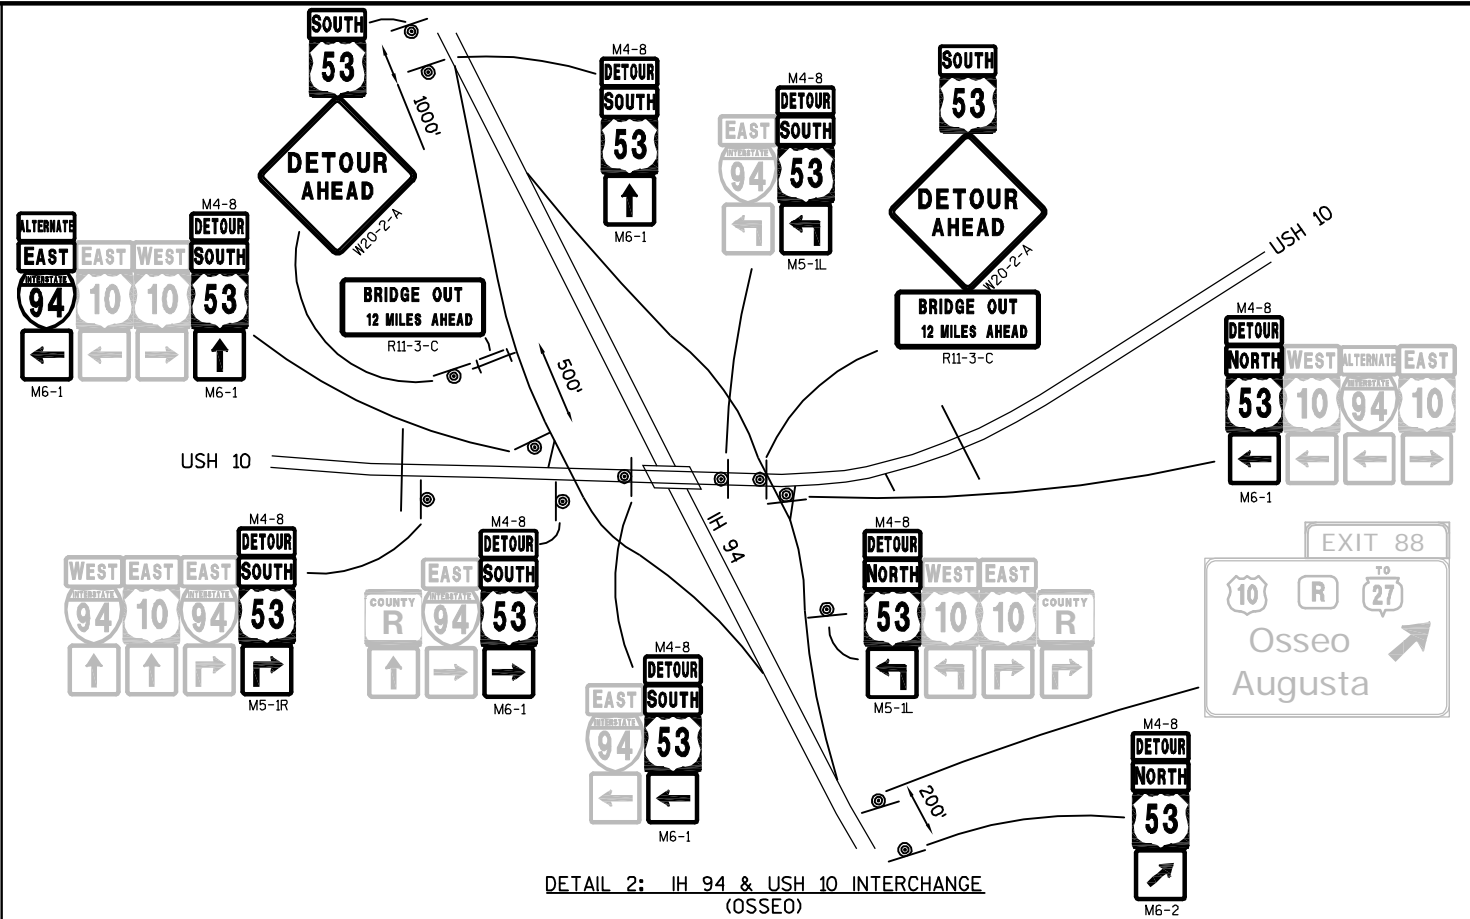 SOUTH
53
DETOUR
AHEAD
W20-2-A
1000'
M4-8
DETOUR
SOUTH
53
M6-1
EAST
INTERSTATE
94
M4-8
DETOUR
SOUTH
53
M5-1L
SOUTH
53
DETOUR
AHEAD
W20-2-A
BRIDGE OUT
12 MILES AHEAD
R11-3-C
USH 10
ALTERNATE
EAST
INTERSTATE
94
M6-1
EAST
10
WEST
10
M4-8
DETOUR
SOUTH
53
M6-1
BRIDGE OUT
12 MILES AHEAD
R11-3-C
500'
M4-8
DETOUR
NORTH
53
M6-1
WEST
10
ALTERNATE
INTERSTATE
94
EAST
10
USH 10
IH 94
WEST
INTERSTATE
94
EAST
10
EAST
INTERSTATE
94
M4-8
DETOUR
SOUTH
53
M5-1R
COUNTY
R
EAST
INTERSTATE
94
M4-8
DETOUR
SOUTH
53
M6-1
EAST
INTERSTATE
94
M4-8
DETOUR
SOUTH
53
M6-1
M4-8
DETOUR
NORTH
53
M5-1L
WEST
10
EAST
10
COUNTY
R
EXIT 88
10
R
TO
27
Osseo
Augusta
200'
M4-8
DETOUR
NORTH
53
M6-2
DETAIL 2: IH 94 & USH 10 INTERCHANGE
(OSSEO)